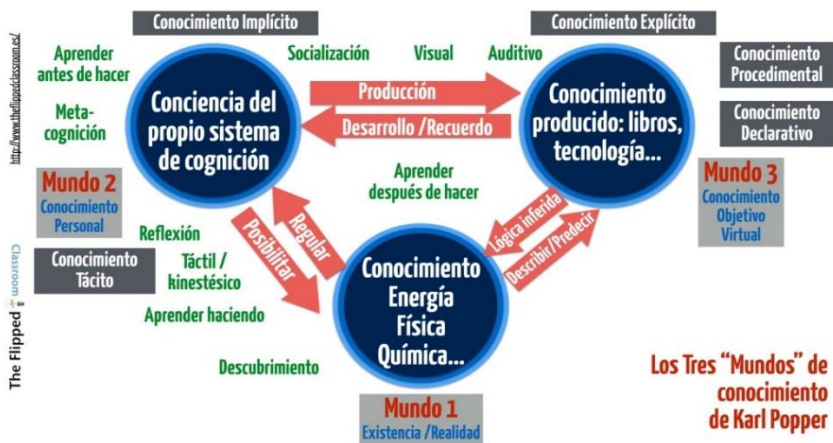 Conocimiento Implícito
Conocimiento Explícito
Aprender
antes de hacer
Meta-
cognición
Socialización
Visual
Auditivo
Conocimiento
Procedimental
Conocimiento
Declarativo
Conciencia del
propio sistema
de cognición
Producción
Desarrollo /Recuerdo
Conocimiento
producido: libros,
tecnología...
Mundo 2
Conocimiento
Personal
Aprender
después de hacer
Mundo 3
Conocimiento
Objetivo
Virtual
Reflexión
Conocimiento
Tácito
Táctil /
kinestésico
Aprender haciendo
Descubrimiento
Posibilitar
Regular
Lógica inferida
Describir/Predecir
Conocimiento
Energía
Física
Química...
Mundo 1
Existencia /Realidad
Los Tres “Mundos” de
conocimiento
de Karl Popper
http://www.theflippedclassroom.es/
The Flipped Classroom